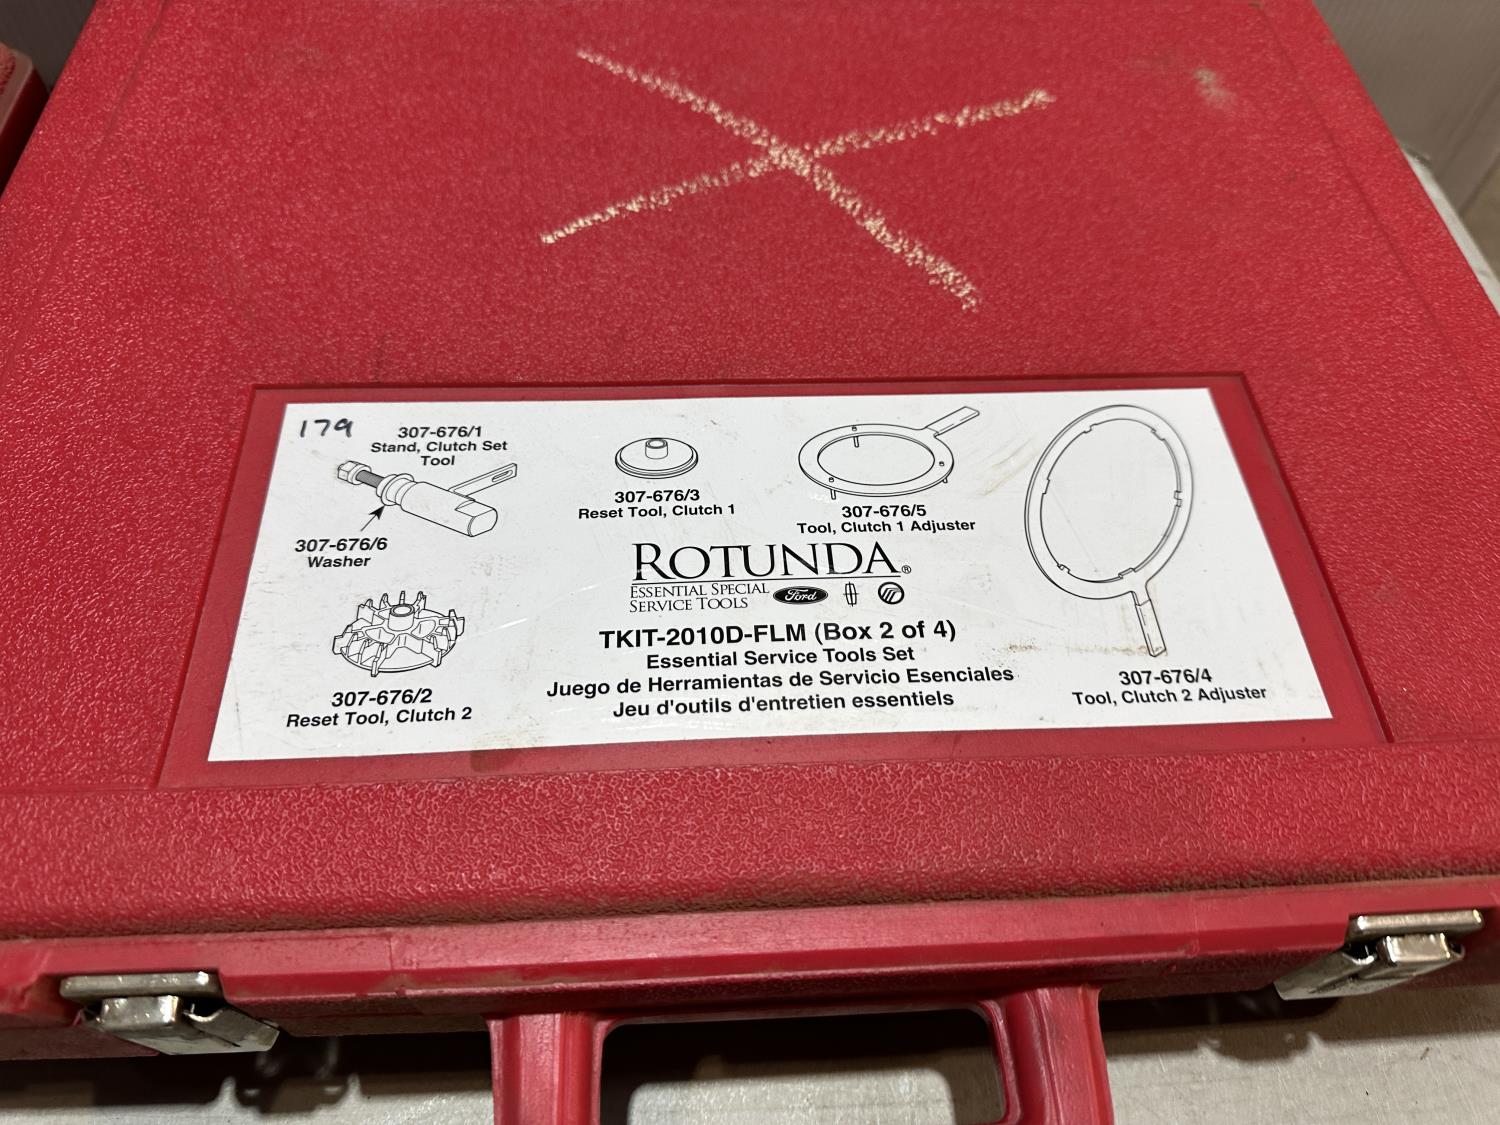 179
307-676/1
Stand, Clutch Set
Tool
307-676/6
Washer
307-676/2
Reset Tool, Clutch 2
307-676/3
Reset Tool, Clutch 1
307-676/5
Tool, Clutch 1 Adjuster
ROTUNDA®
ESSENTIAL SPECIAL
SERVICE TOOLS
Ford
TKIT-2010D-FLM (Box 2 of 4)
Essential Service Tools Set
Juego de Herramientas de Servicio Esenciales
Jeu d'outils d'entretien essentiels
307-676/4
Tool, Clutch 2 Adjuster